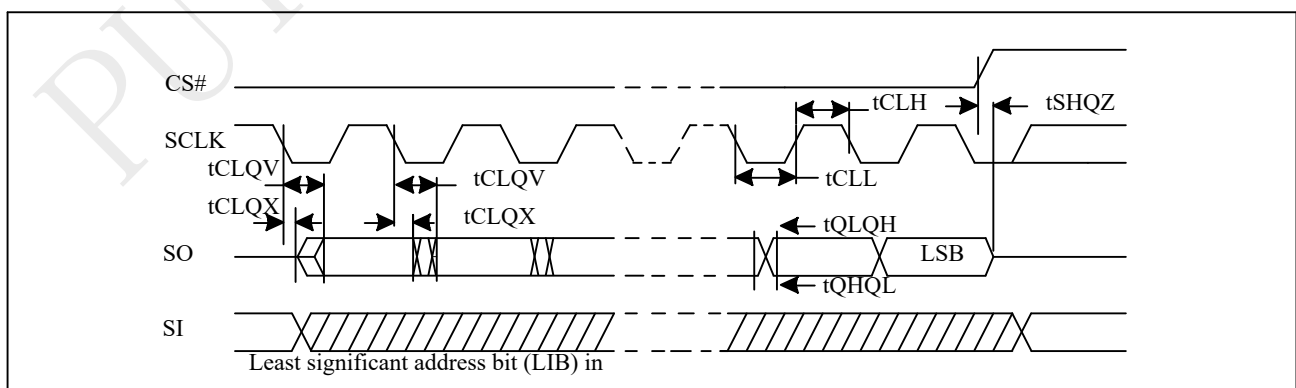 PU
CS#
tCLH
tSHQZ
SCLK
tCLQV
tCLQV
tCLL
tCLQX
tCLQX
tQLQH
SO
LSB
tQHQL
SI
Least significant address bit (LIB) in